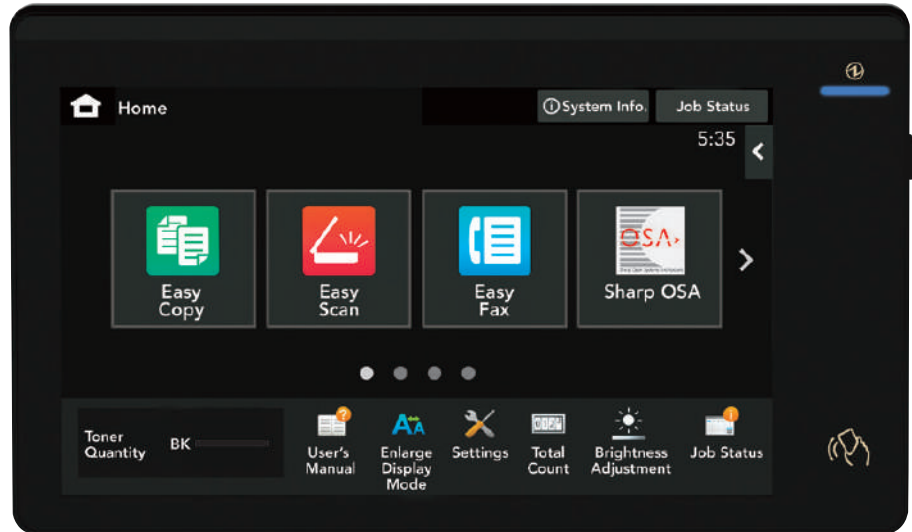 Home
System Info.
Job Status
5:35
Easy
Copy
Easy
Scan
Easy
Fax
OSA
Sharp OSA
Toner
Quantity
BK
User's
Manual
Enlarge
Display
Mode
Settings
Total
Count
Brightness
Adjustment
Job Status